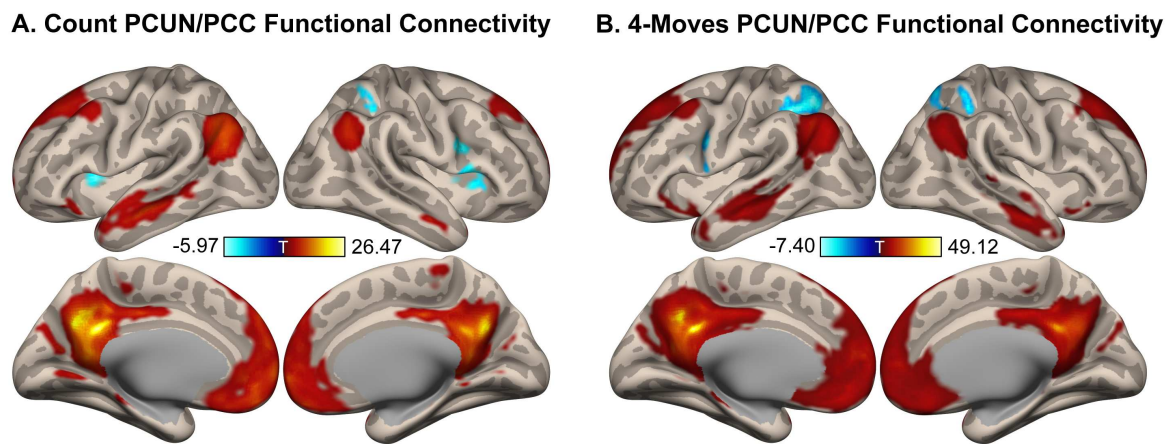 A. Count PCUN/PCC Functional Connectivity
B. 4-Moves PCUN/PCC Functional Connectivity
-5.97 T 26.47
-7.40 T 49.12